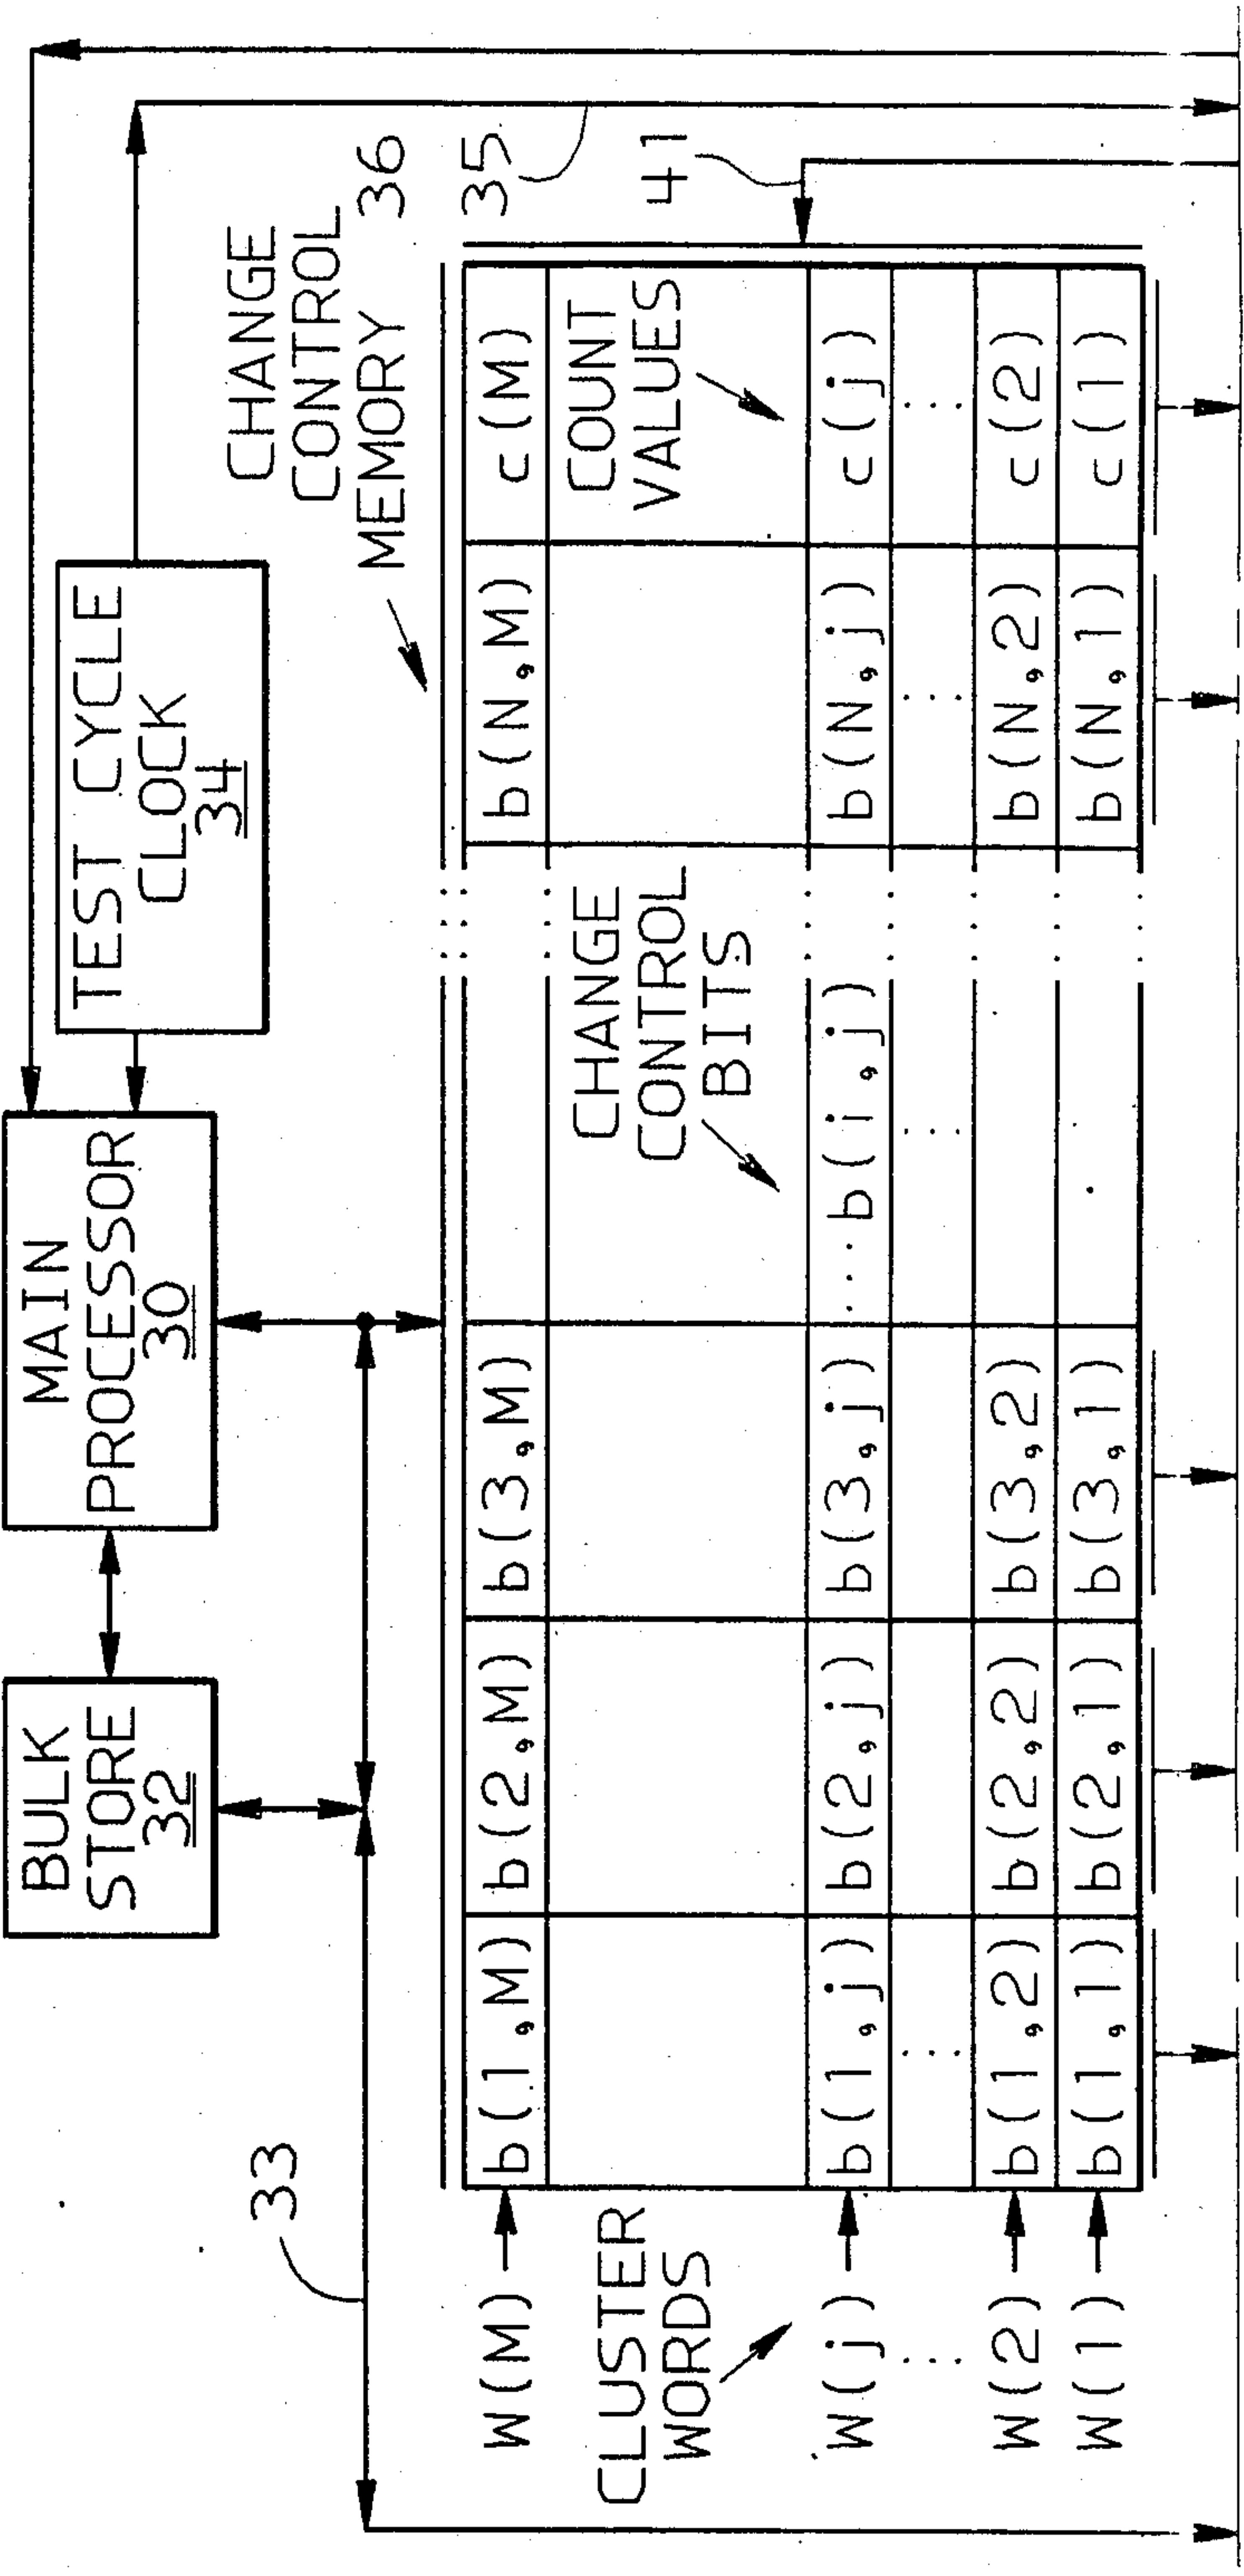 BULK
STORE
32
MAIN
PROCESSOR
30
TEST CYCLE
CLOCK
34
33
CHANGE
CONTROL
MEMORY 36
35
41
W(M) b(1,M) b(2,M) b(3,M) b(N,M) c(M)
CLUSTER
WORDS
CHANGE
CONTROL
BITS
COUNT
VALUES
W(j) b(1,j) b(2,j) b(3,j) ...b(i,j) b(N,j) c(j)
... ... ... ... ...
W(2) b(1,2) b(2,2) b(3,2) b(N,2) c(2)
W(1) b(1,1) b(2,1) b(3,1) b(N,1) c(1)